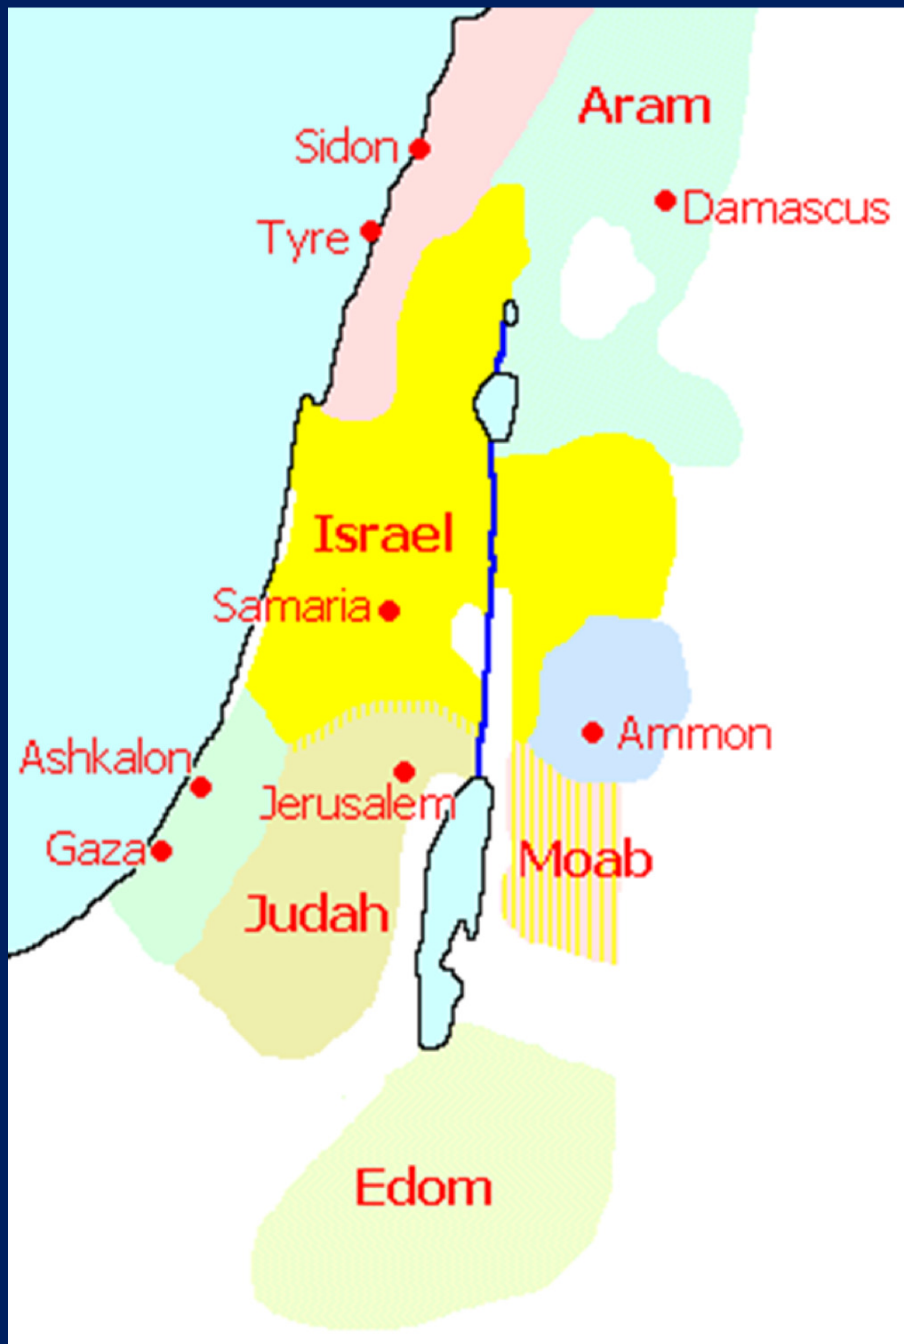 Aram
Sidon
Damascus
Tyre
Israel
Samaria
Ammon
Ashkalon
Jerusalem
Gaza
Moab
Judah
Edom